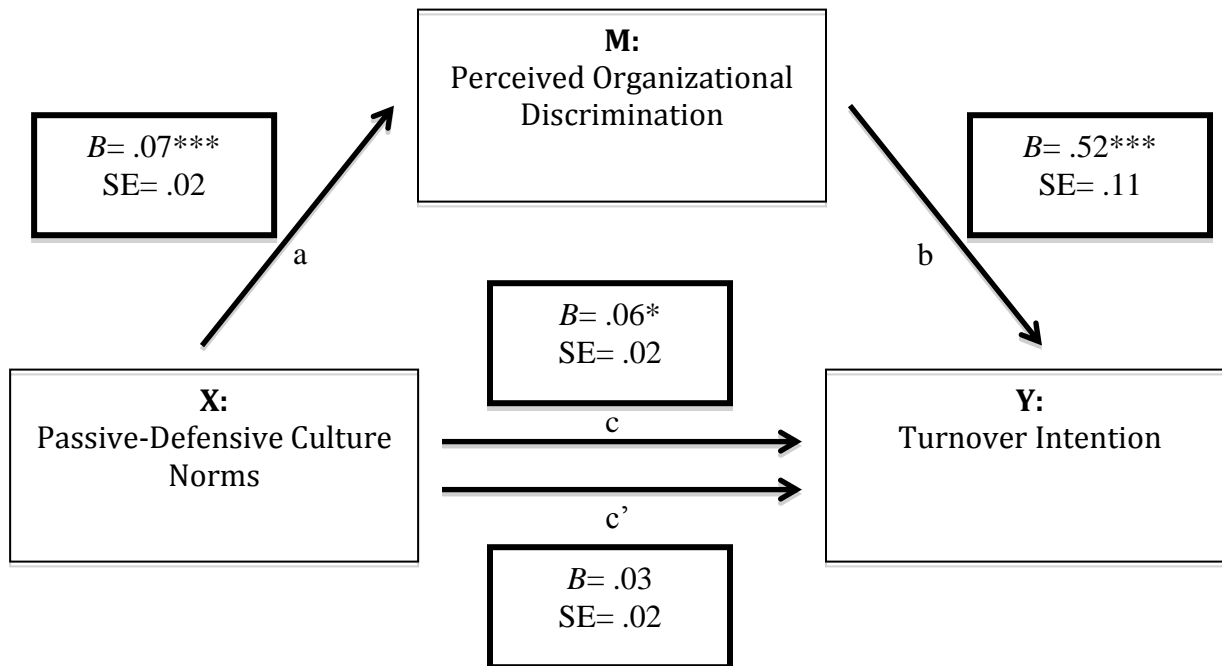 M:
Perceived Organizational
Discrimination
B= .07***
SE= .02
B= .52***
SE= .11
a
b
B= .06*
SE= .02
X:
Passive-Defensive Culture
Norms
c
Y:
Turnover Intention
c’
B= .03
SE= .02